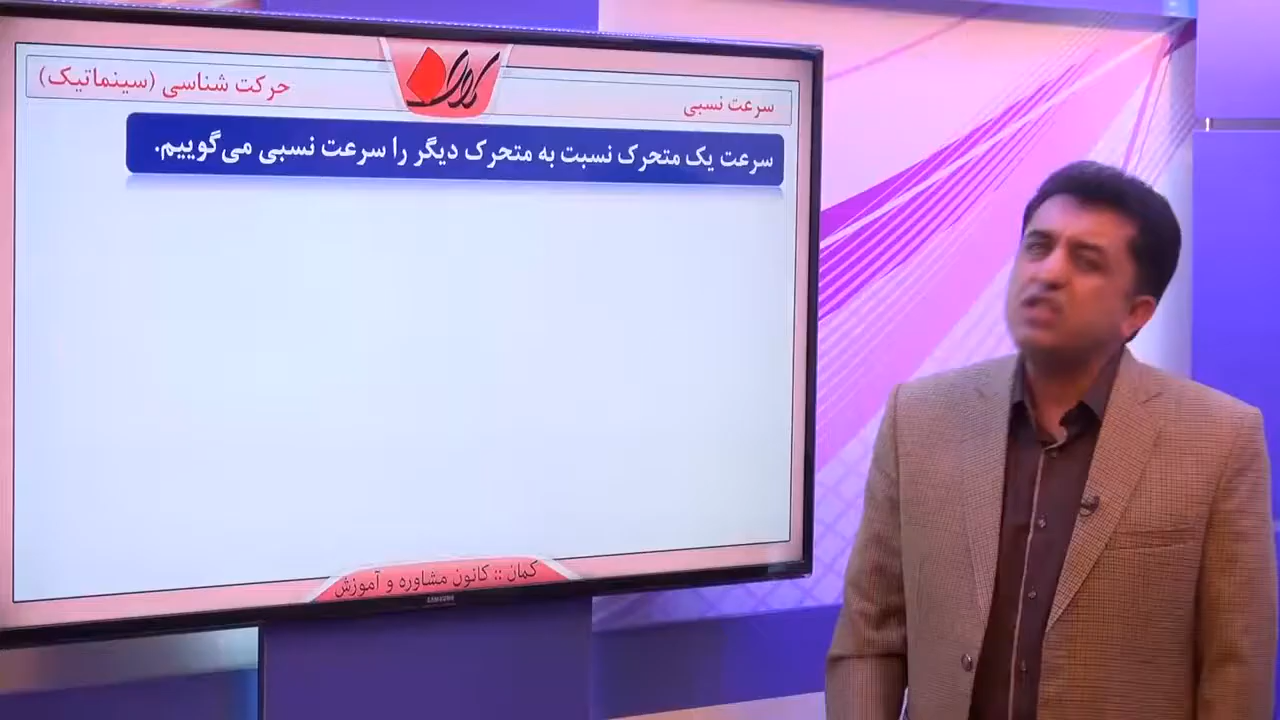 سرعت نسبی
حرکت شناسی (سینماتیک)
سرعت یک متحرک نسبت به متحرک دیگر را سرعت نسبی می‌گوییم.
کمان :: کانون مشاوره و آموزش
SAMSUNG